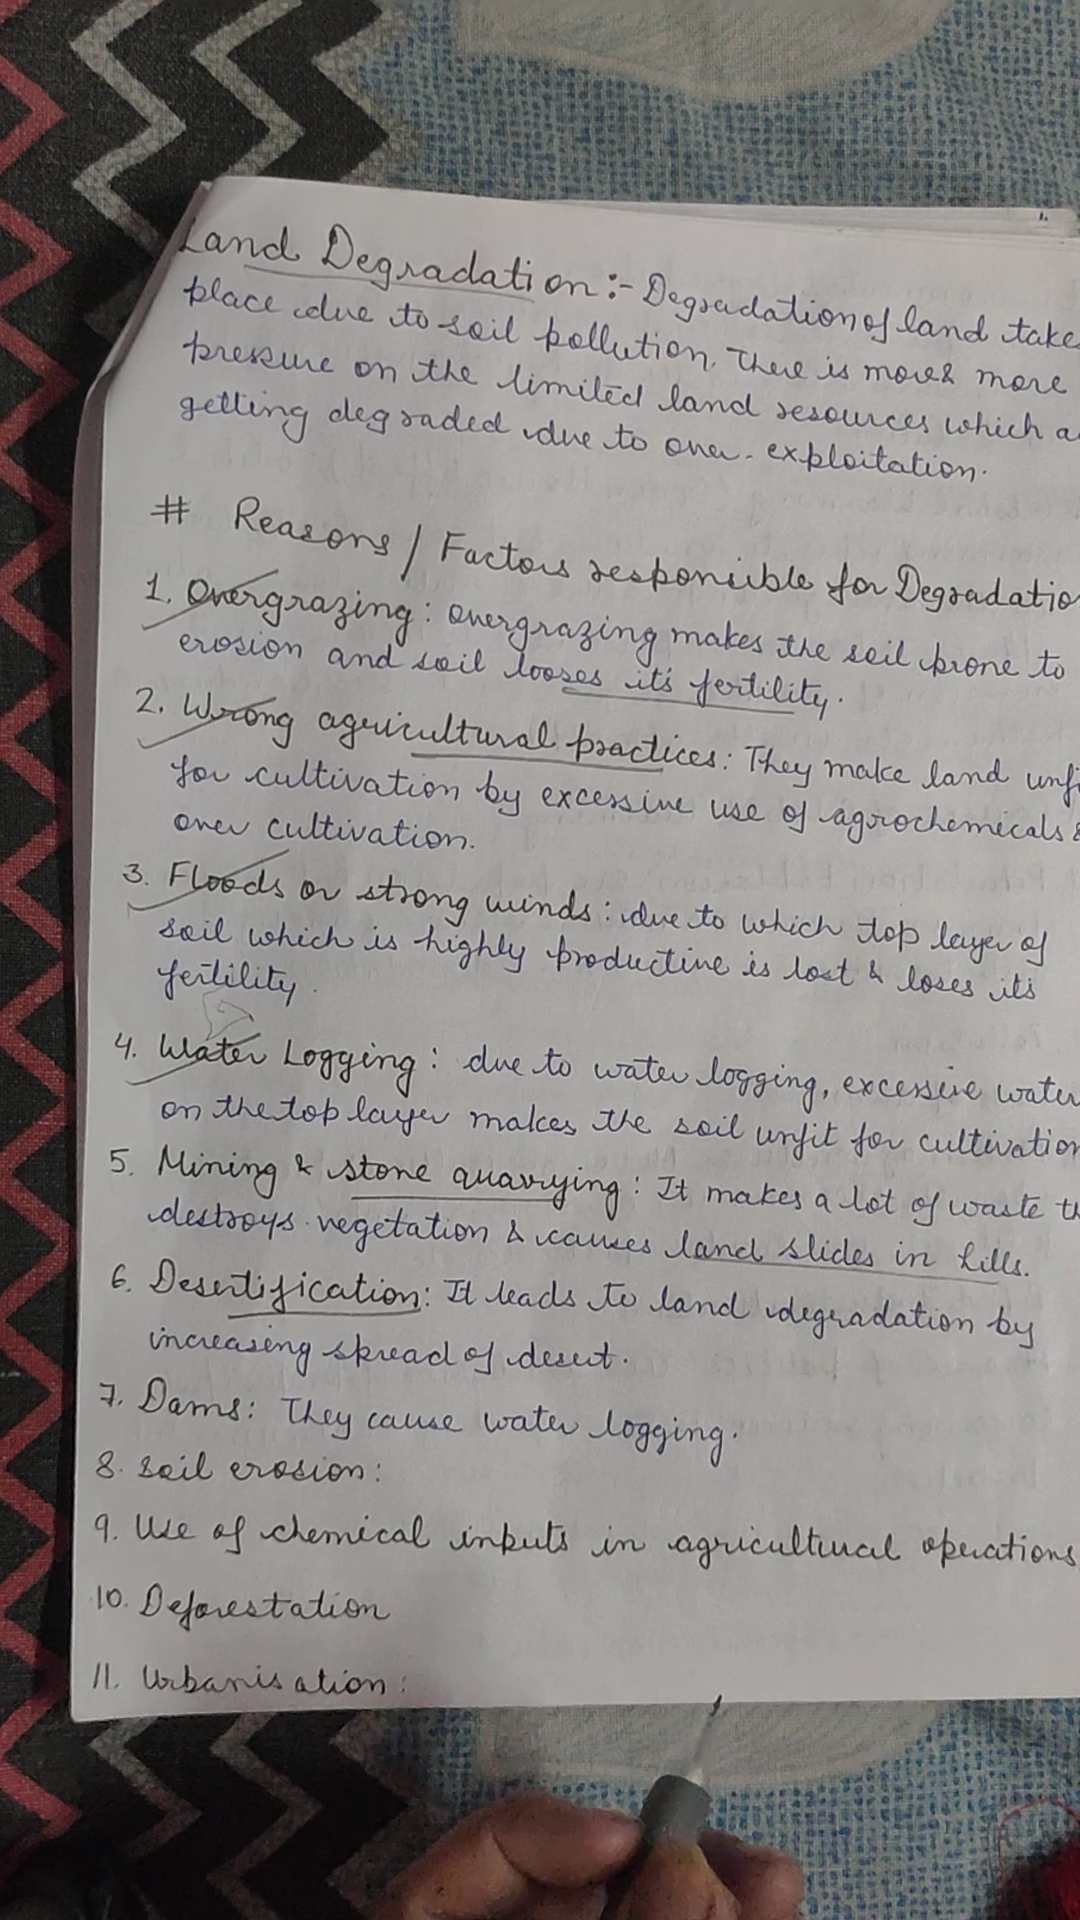 Land Degradation :- Degradation of land take
place due to soil pollution. There is more & more
pressure on the limited land resources which a
getting degraded due to over-exploitation.
# Reasons / Factors responsible for Degradatio
1. Overgrazing : overgrazing makes the soil prone to
erosion and soil looses its fertility.
2. Wrong agricultural practices : They make land unfi
for cultivation by excessive use of agrochemicals &
over cultivation.
3. Floods or strong winds : due to which top layer of
soil which is highly productive is lost & loses its
fertility.
4. Water Logging : due to water logging, excessive water
on the top layer makes the soil unfit for cultivation
5. Mining & stone quarrying : It makes a lot of waste th
destroys vegetation & causes land slides in hills.
6. Desertification : It leads to land degradation by
increasing spread of desert.
7. Dams : They cause water logging.
8. Soil erosion :
9. Use of chemical inputs in agricultural operations
10. Deforestation
11. Urbanisation :